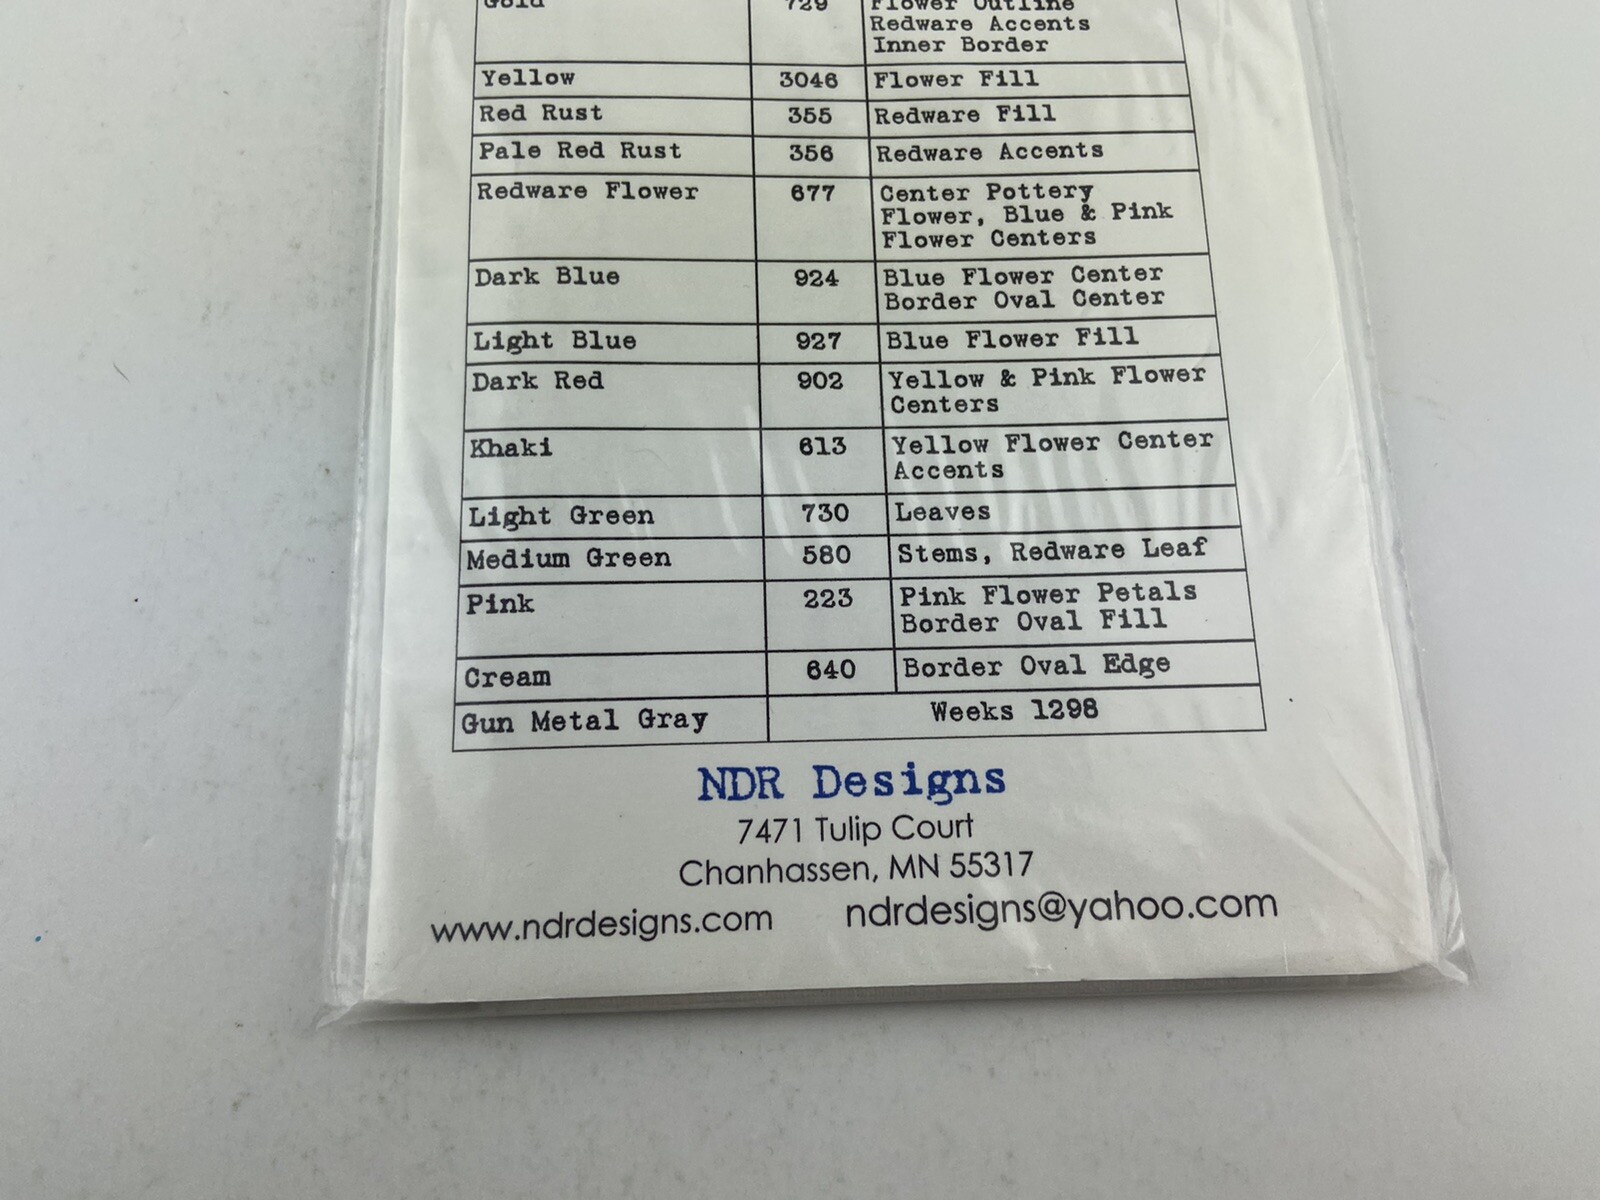 Gold 729 Flower Outline
Redware Accents
Inner Border
Yellow 3046 Flower Fill
Red Rust 355 Redware Fill
Pale Red Rust 356 Redware Accents
Redware Flower 677 Center Pottery
Flower, Blue & Pink
Flower Centers
Dark Blue 924 Blue Flower Center
Border Oval Center
Light Blue 927 Blue Flower Fill
Dark Red 902 Yellow & Pink Flower
Centers
Khaki 613 Yellow Flower Center
Accents
Light Green 730 Leaves
Medium Green 580 Stems, Redware Leaf
Pink 223 Pink Flower Petals
Border Oval Fill
Cream 640 Border Oval Edge
Gun Metal Gray Weeks 1298
NDR Designs
7471 Tulip Court
Chanhassen, MN 55317
www.ndrdesigns.com ndrdesigns@yahoo.com